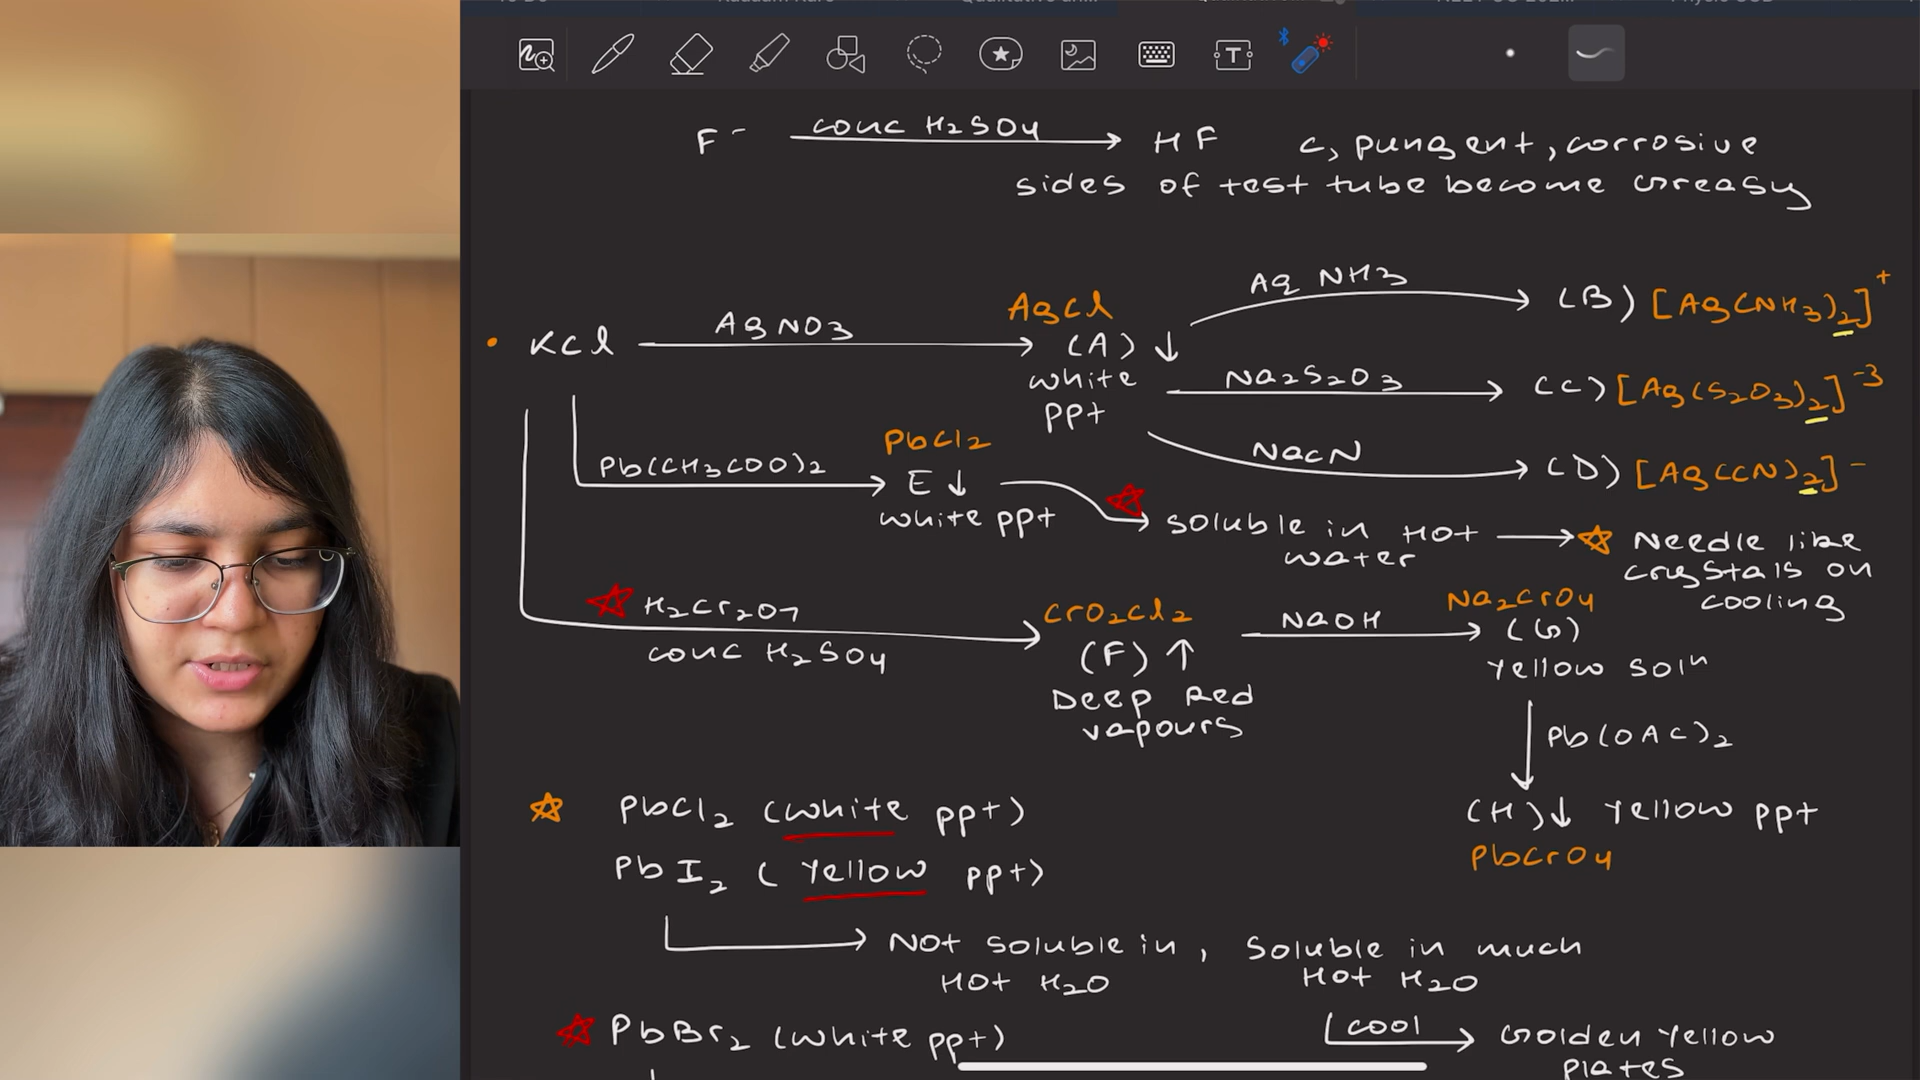 F⁻ conc H2SO4 HF c, pungent, corrosive
sides of test tube become Greasy
Aq NH3
(B) [Ag(NH3)2]⁺
AgCl
• KCl AgNO3 (A) ↓
white
ppt
Na2S2O3 (C) [Ag(S2O3)2]⁻³
NaCN (D) [Ag(CN)2]⁻
PbCl2
Pb(CH3COO)2 E ↓
white ppt
soluble in HOt
water
Needle like
crystals on
cooling
H2Cr2O7
conc H2SO4
CrO2Cl2
(F) ↑
Deep Red
vapours
NaOH
Na2CrO4
(G)
Yellow solⁿ
Pb(OAC)2
(H) ↓ Yellow ppt
PbCrO4
PbCl2 (white ppt)
PbI2 (Yellow ppt)
NOt soluble in , Soluble in much
HOt H2O HOt H2O
PbBr2 (white ppt)
cool Golden Yellow
plates